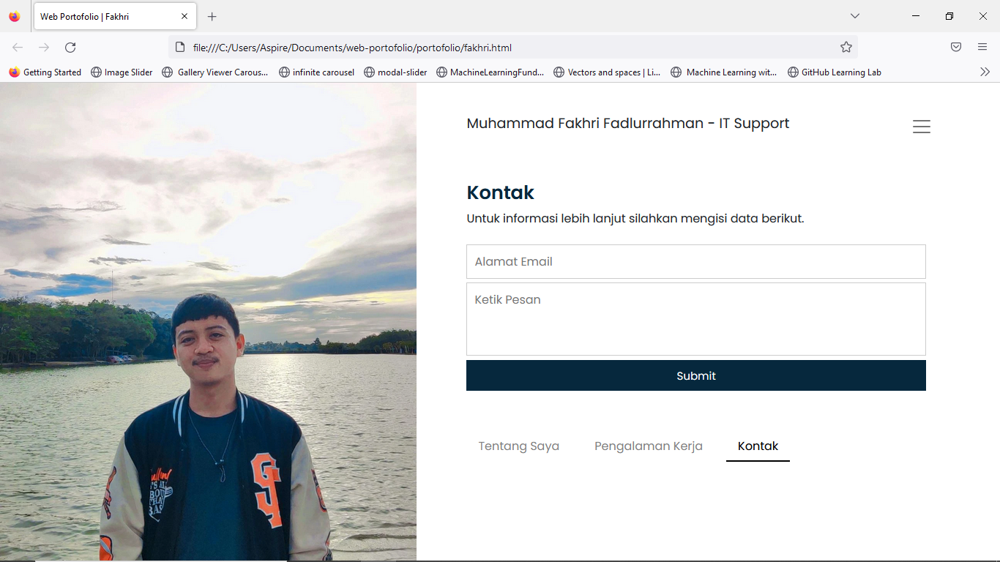 Web Portofolio | Fakhri
file:///C:/Users/Aspire/Documents/web-portofolio/portofolio/fakhri.html
Getting Started
Image Slider
Gallery Viewer Carous...
infinite carousel
modal-slider
MachineLearningFund...
Vectors and spaces | Li...
Machine Learning wit...
GitHub Learning Lab
Muhammad Fakhri Fadlurrahman - IT Support
Kontak
Untuk informasi lebih lanjut silahkan mengisi data berikut.
Alamat Email
Ketik Pesan
Submit
Tentang Saya
Pengalaman Kerja
Kontak